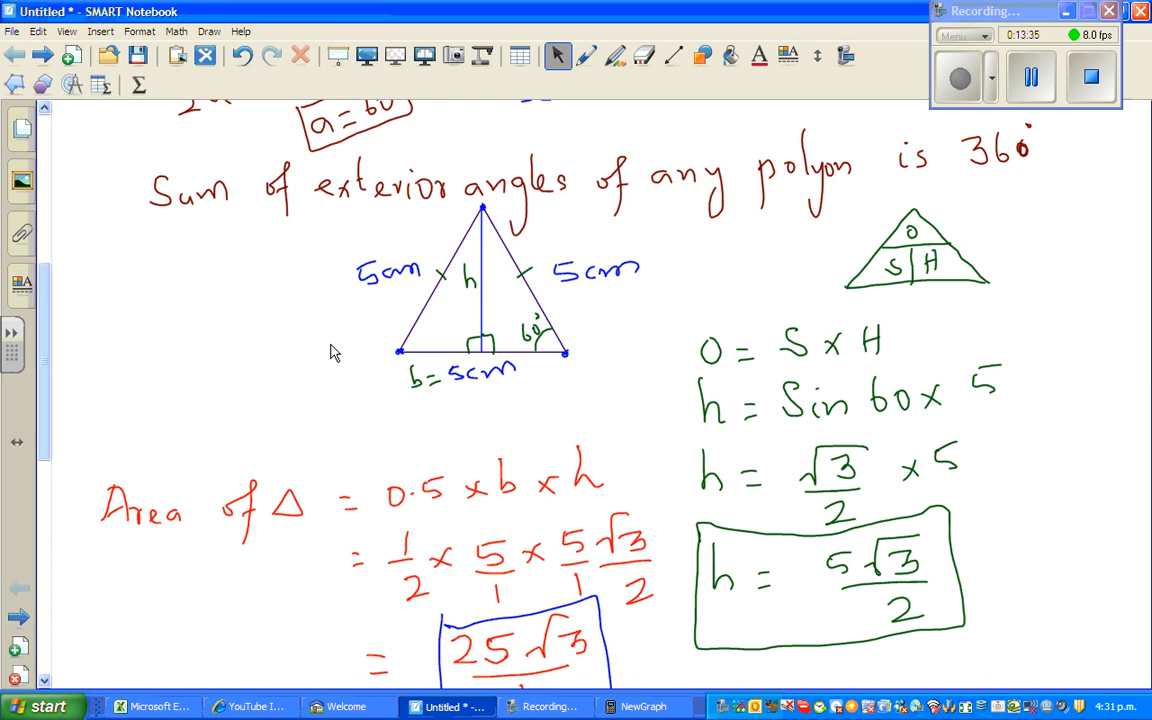 Untitled * - SMART Notebook
Recording...
File Edit View Insert Format Math Draw Help
Menu
0:13:35
8.0 fps
a = 60
Sum of exterior angles of any polyon is 360°
5cm
h
5cm
60°
b = 5cm
O
S | H
O = S x H
h = Sin 60 x 5
h = √3/2 x 5
h = 5√3/2
Area of Δ = 0.5 x b x h
= 1/2 x 5/1 x 5/1 √3/2
= 25√3
start
Microsoft E...
YouTube I...
Welcome
Untitled * -...
Recording...
NewGraph
4:31 p.m.